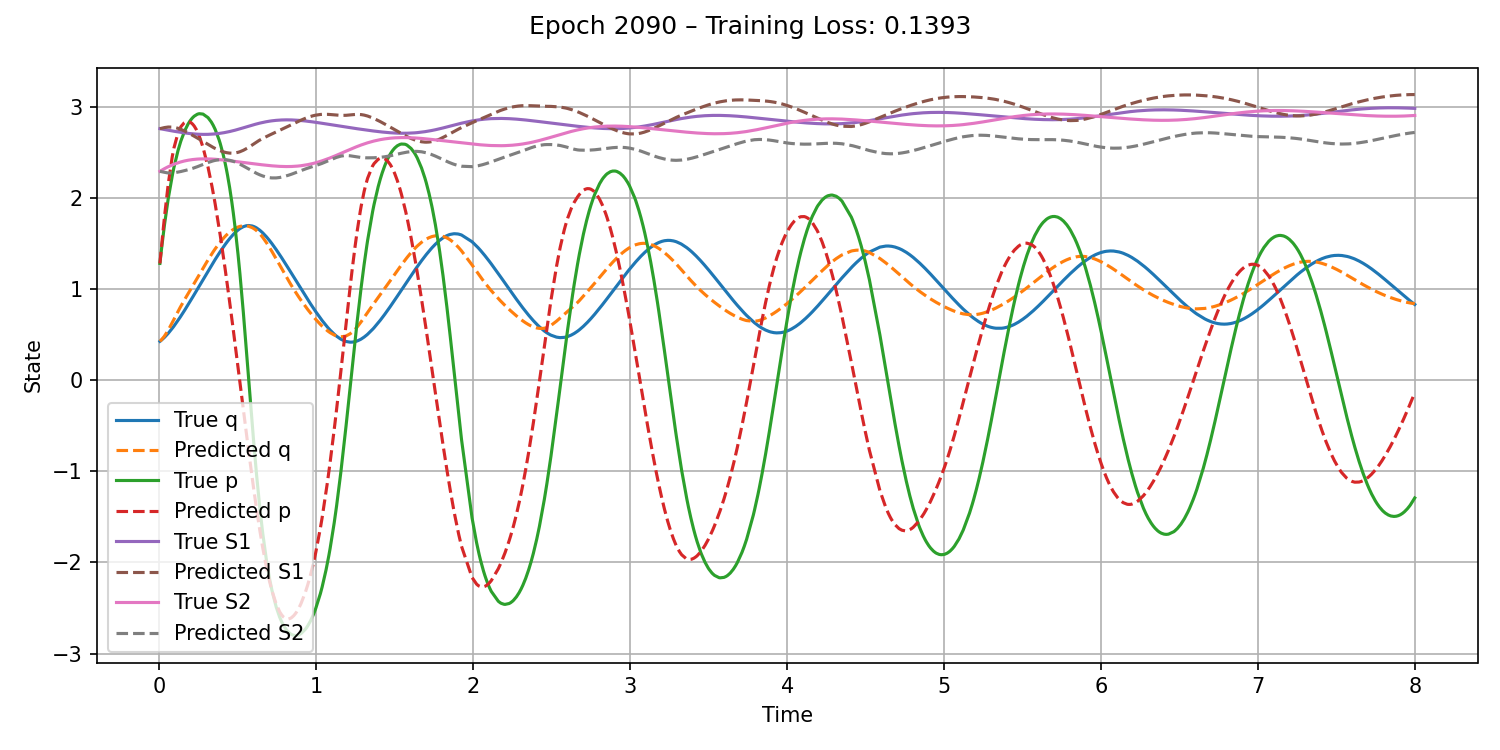 Epoch 2090 – Training Loss: 0.1393
3
2
1
0
−1
−2
−3
State
True q
Predicted q
True p
Predicted p
True S1
Predicted S1
True S2
Predicted S2
0 1 2 3 4 5 6 7 8
Time